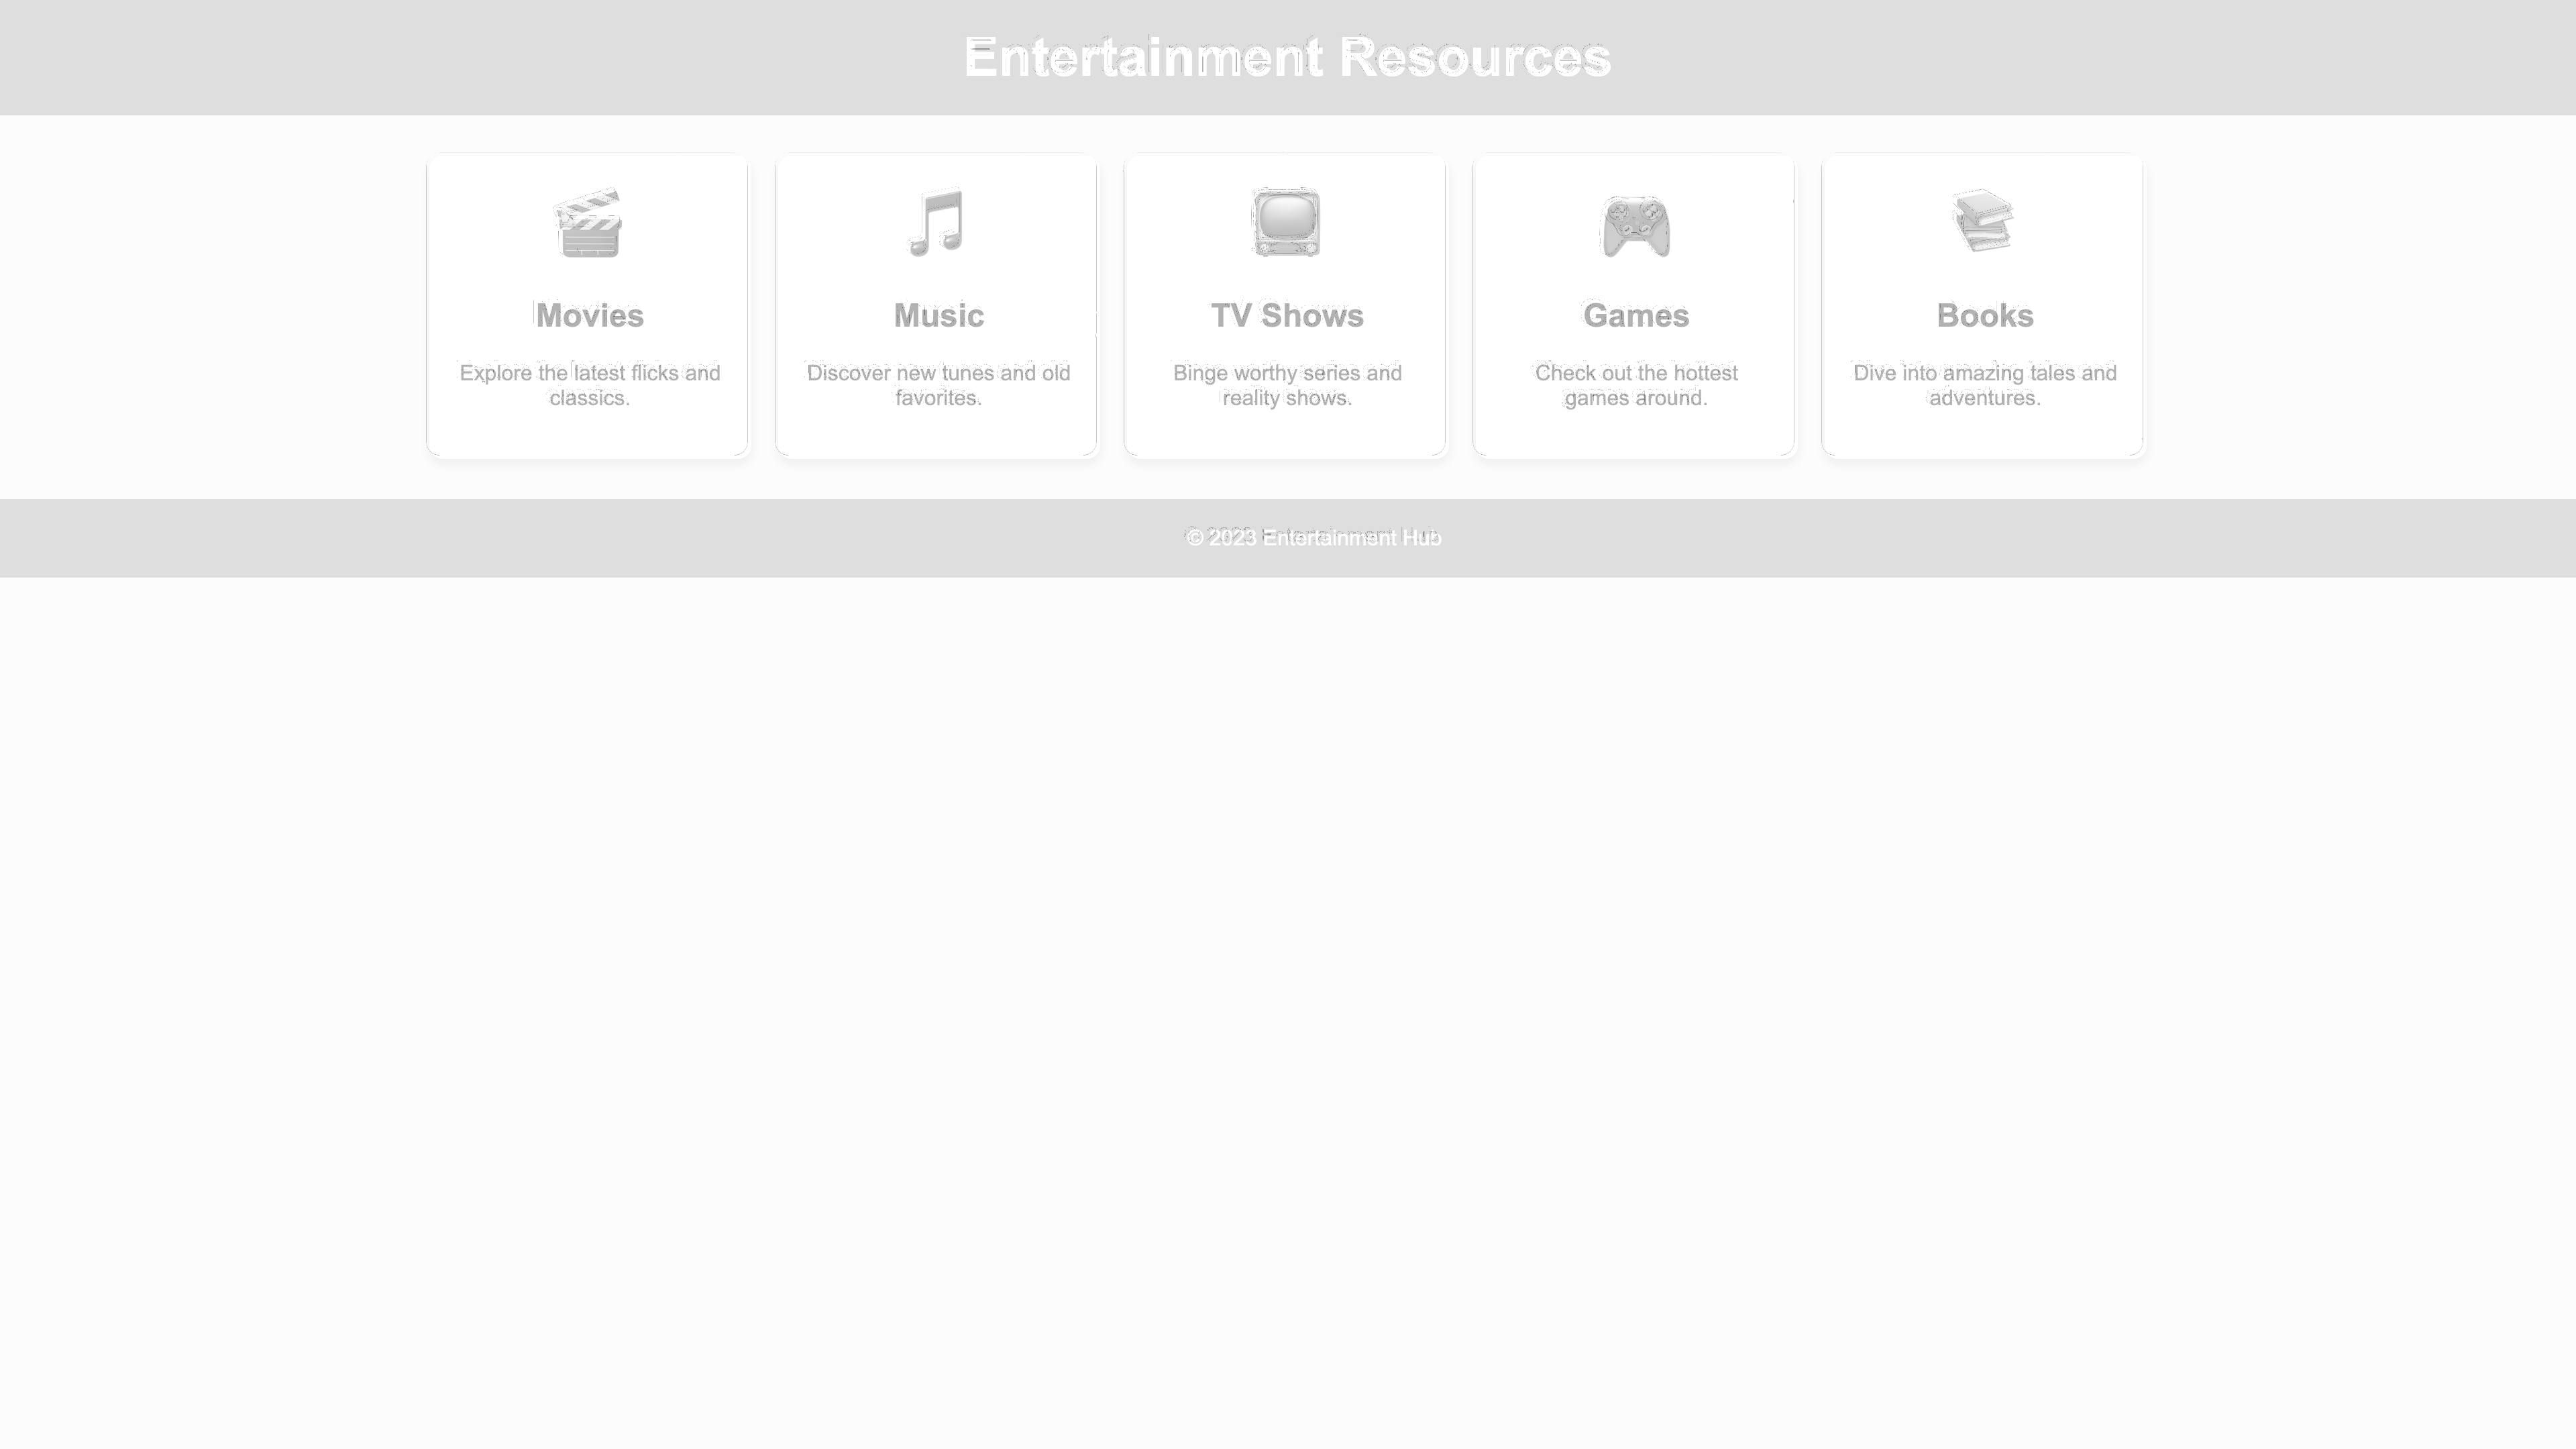 Entertainment Resources
Movies
Explore the latest flicks and
classics.
Music
Discover new tunes and old
favorites.
TV Shows
Binge worthy series and
reality shows.
Games
Check out the hottest
games around.
Books
Dive into amazing tales and
adventures.
© 2023 Entertainment Hub